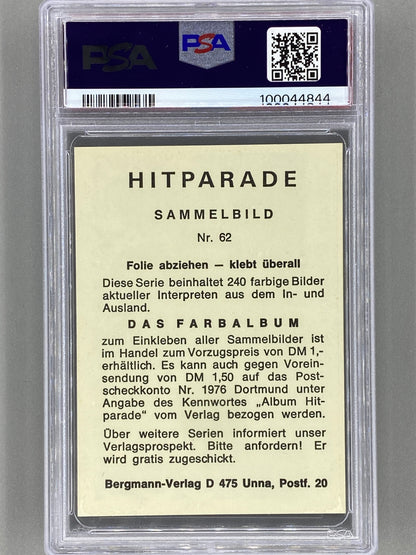 PSA
PSA
100044844
HITPARADE
SAMMELBILD
Nr. 62
Folie abziehen — klebt überall
Diese Serie beinhaltet 240 farbige Bilder
aktueller Interpreten aus dem In- und
Ausland.
DAS FARBALBUM
zum Einkleben aller Sammelbilder ist
im Handel zum Vorzugspreis von DM 1,-
erhältlich. Es kann auch gegen Vorein-
sendung von DM 1,50 auf das Post-
scheckkonto Nr. 1976 Dortmund unter
Angabe des Kennwortes „Album Hit-
parade" vom Verlag bezogen werden.
Über weitere Serien informiert unser
Verlagsprospekt. Bitte anfordern! Er
wird gratis zugeschickt.
Bergmann-Verlag D 475 Unna, Postf. 20
PSA